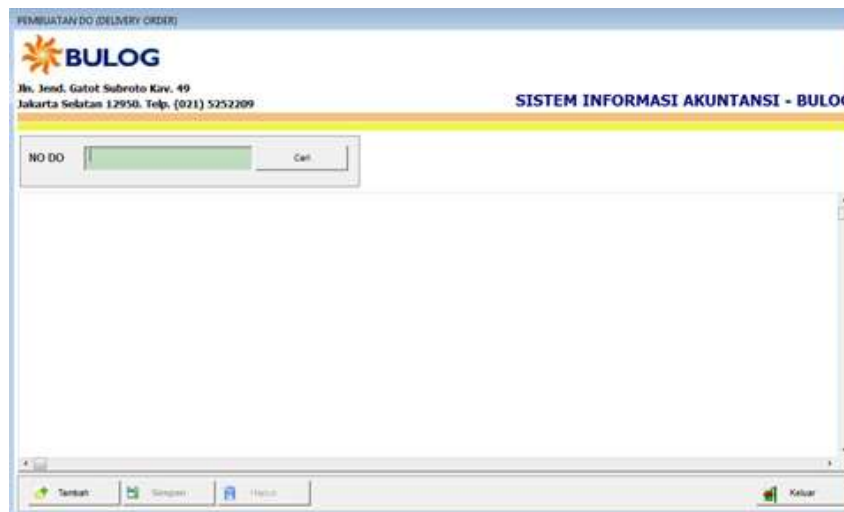 PEMBUATAN DO (DELIVERY ORDER)
BULOG
Jln. Jend. Gatot Subroto Kav. 49
Jakarta Selatan 12950. Telp. (021) 5252209
SISTEM INFORMASI AKUNTANSI - BULOG
NO DO
Cari
Tambah Simpan Hapus Keluar